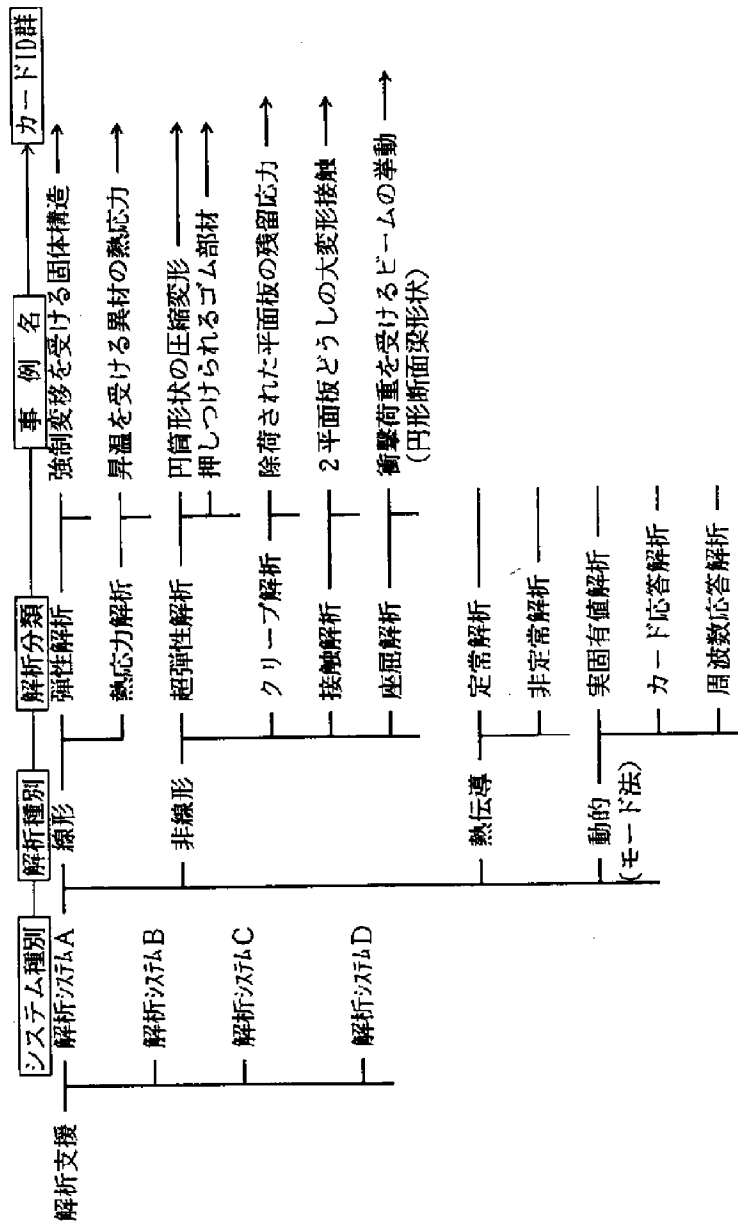 システム種別
解析種別
解析分類
事例名
カードID群
解析支援
解析システムA
線形
弾性解析
強制変移を受ける固体構造
熱応力解析
昇温を受ける異材の熱応力
解析システムB
非線形
超弾性解析
円筒形状の圧縮変形
押しつけられるゴム部材
解析システムC
クリープ解析
除荷された平面板の残留応力
接触解析
2平面板どうしの大変形接触
解析システムD
座屈解析
衝撃荷重を受けるビームの挙動
(円形断面梁形状)
熱伝導
定常解析
非定常解析
動的
(モード法)
実固有値解析
カード応答解析
周波数応答解析